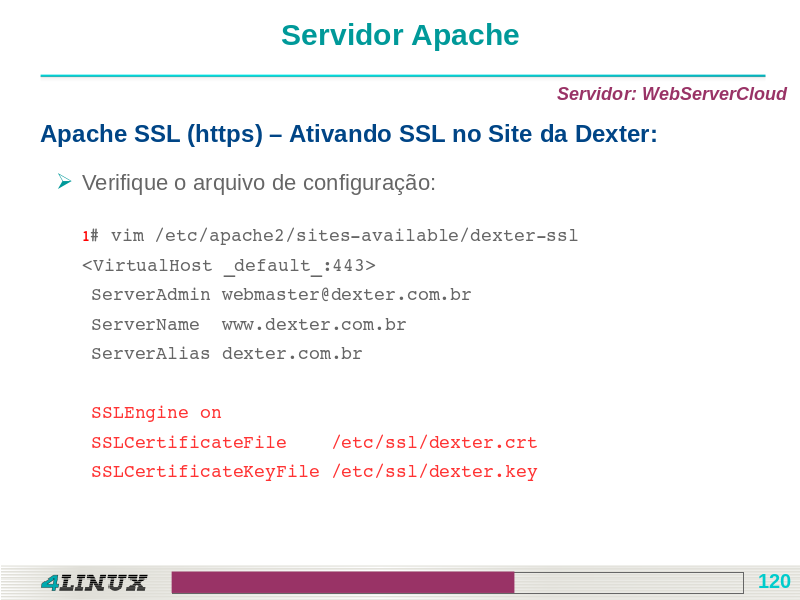 Servidor Apache
Servidor: WebServerCloud
Apache SSL (https) – Ativando SSL no Site da Dexter:
Verifique o arquivo de configuração:
1# vim /etc/apache2/sites-available/dexter-ssl
<VirtualHost _default_:443>
ServerAdmin webmaster@dexter.com.br
ServerName  www.dexter.com.br
ServerAlias dexter.com.br
SSLEngine on
SSLCertificateFile    /etc/ssl/dexter.crt
SSLCertificateKeyFile /etc/ssl/dexter.key
4LINUX
120